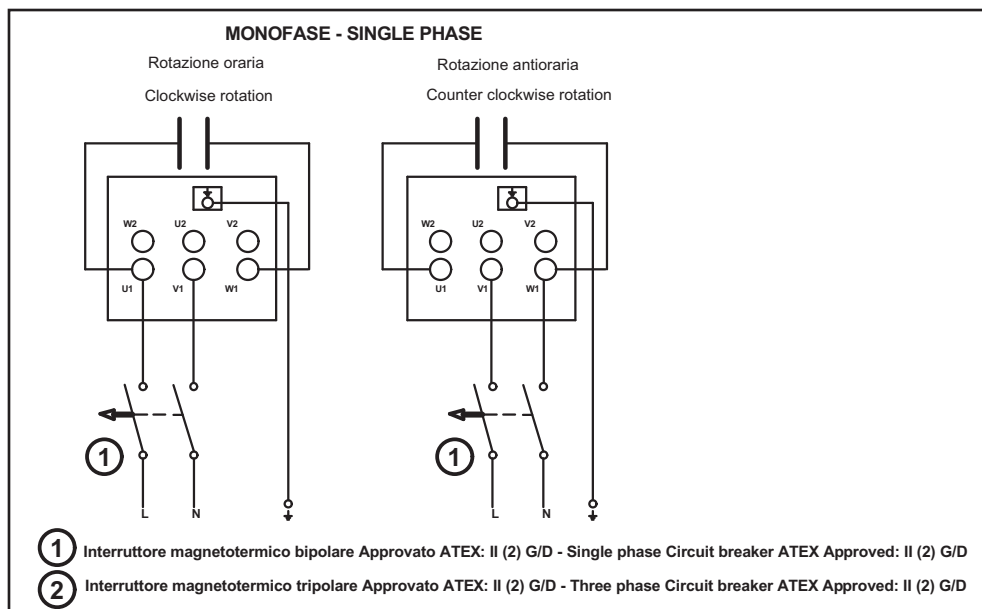 MONOFASE - SINGLE PHASE
Rotazione oraria
Clockwise rotation
Rotazione antioraria
Counter clockwise rotation
W2 U2 V2
U1 V1 W1
W2 U2 V2
U1 V1 W1
1
1
L N
L N
1 Interruttore magnetotermico bipolare Approvato ATEX: II (2) G/D - Single phase Circuit breaker ATEX Approved: II (2) G/D
2 Interruttore magnetotermico tripolare Approvato ATEX: II (2) G/D - Three phase Circuit breaker ATEX Approved: II (2) G/D